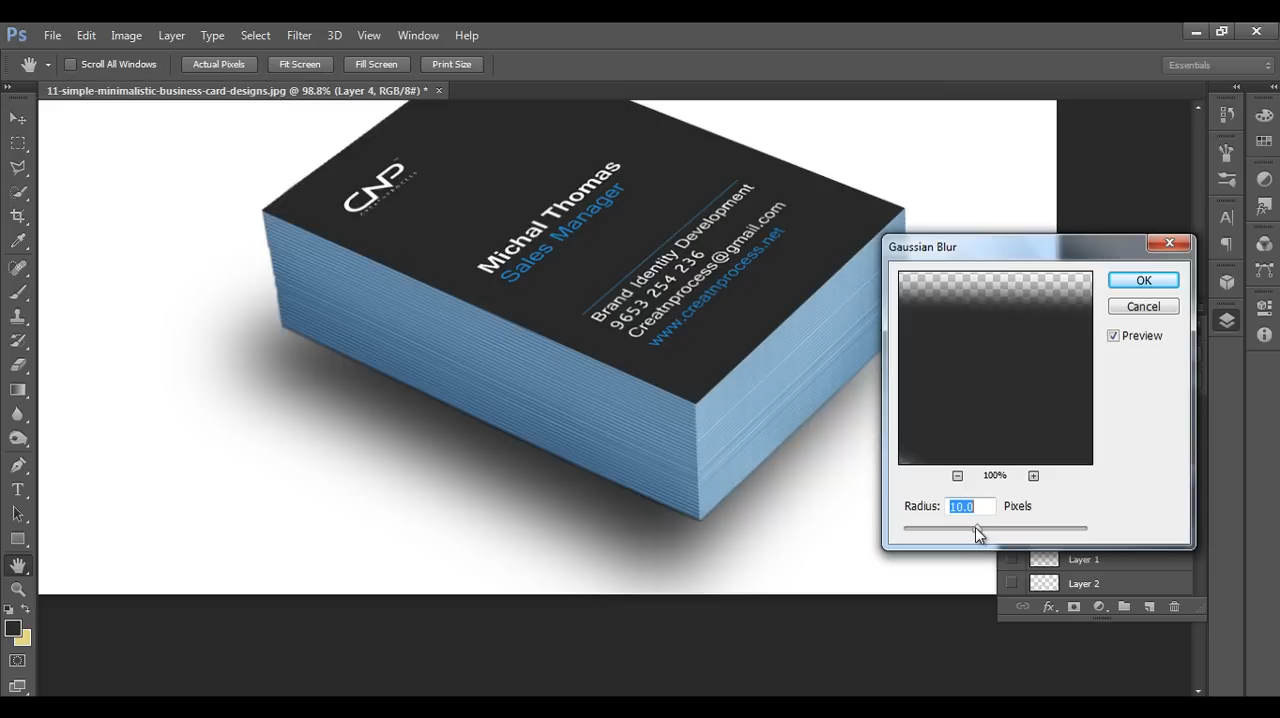 Ps File Edit Image Layer Type Select Filter 3D View Window Help
Scroll All Windows Actual Pixels Fit Screen Fill Screen Print Size Essentials
11-simple-minimalistic-business-card-designs.jpg @ 98.8% (Layer 4, RGB/8#) * ×
CNP
CREATNPROCESS
Michal Thomas
Sales Manager
Brand Identity Development
9653 254 236
Creatnprocess@gmail.com
www.creatnprocess.net
Gaussian Blur
OK
Cancel
Preview
100%
Radius: 10.0 Pixels
Layer 1
Layer 2